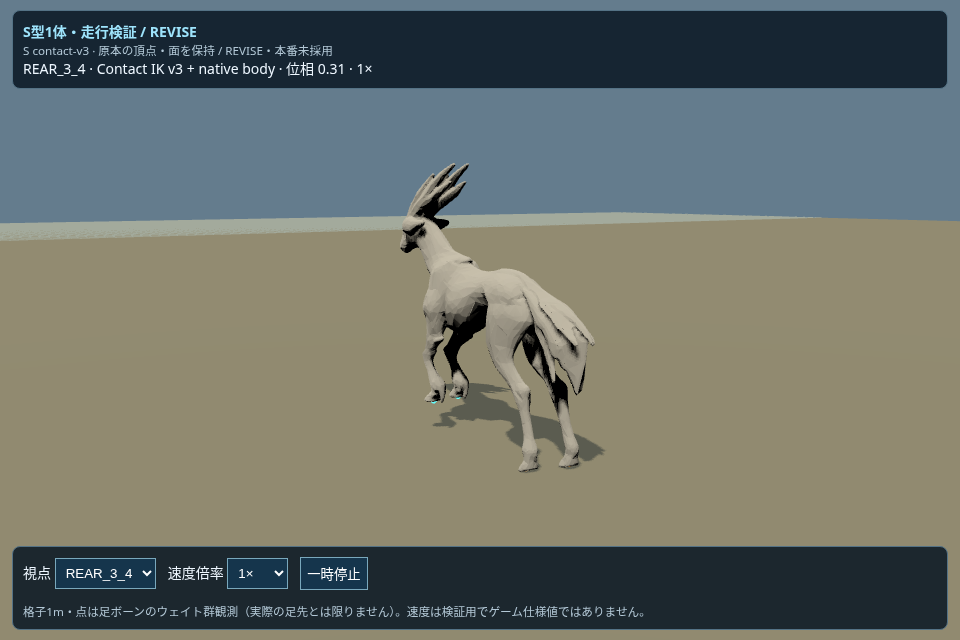 S型1体・走行検証 / REVISE
S contact-v3 · 原本の頂点・面を保持 / REVISE・本番未採用
REAR_3_4 · Contact IK v3 + native body · 位相 0.31 · 1×
視点 REAR_3_4 速度倍率 1× 一時停止
格子1m・点は足ボーンのウェイト群観測（実際の足先とは限りません）。速度は検証用でゲーム仕様値ではありません。